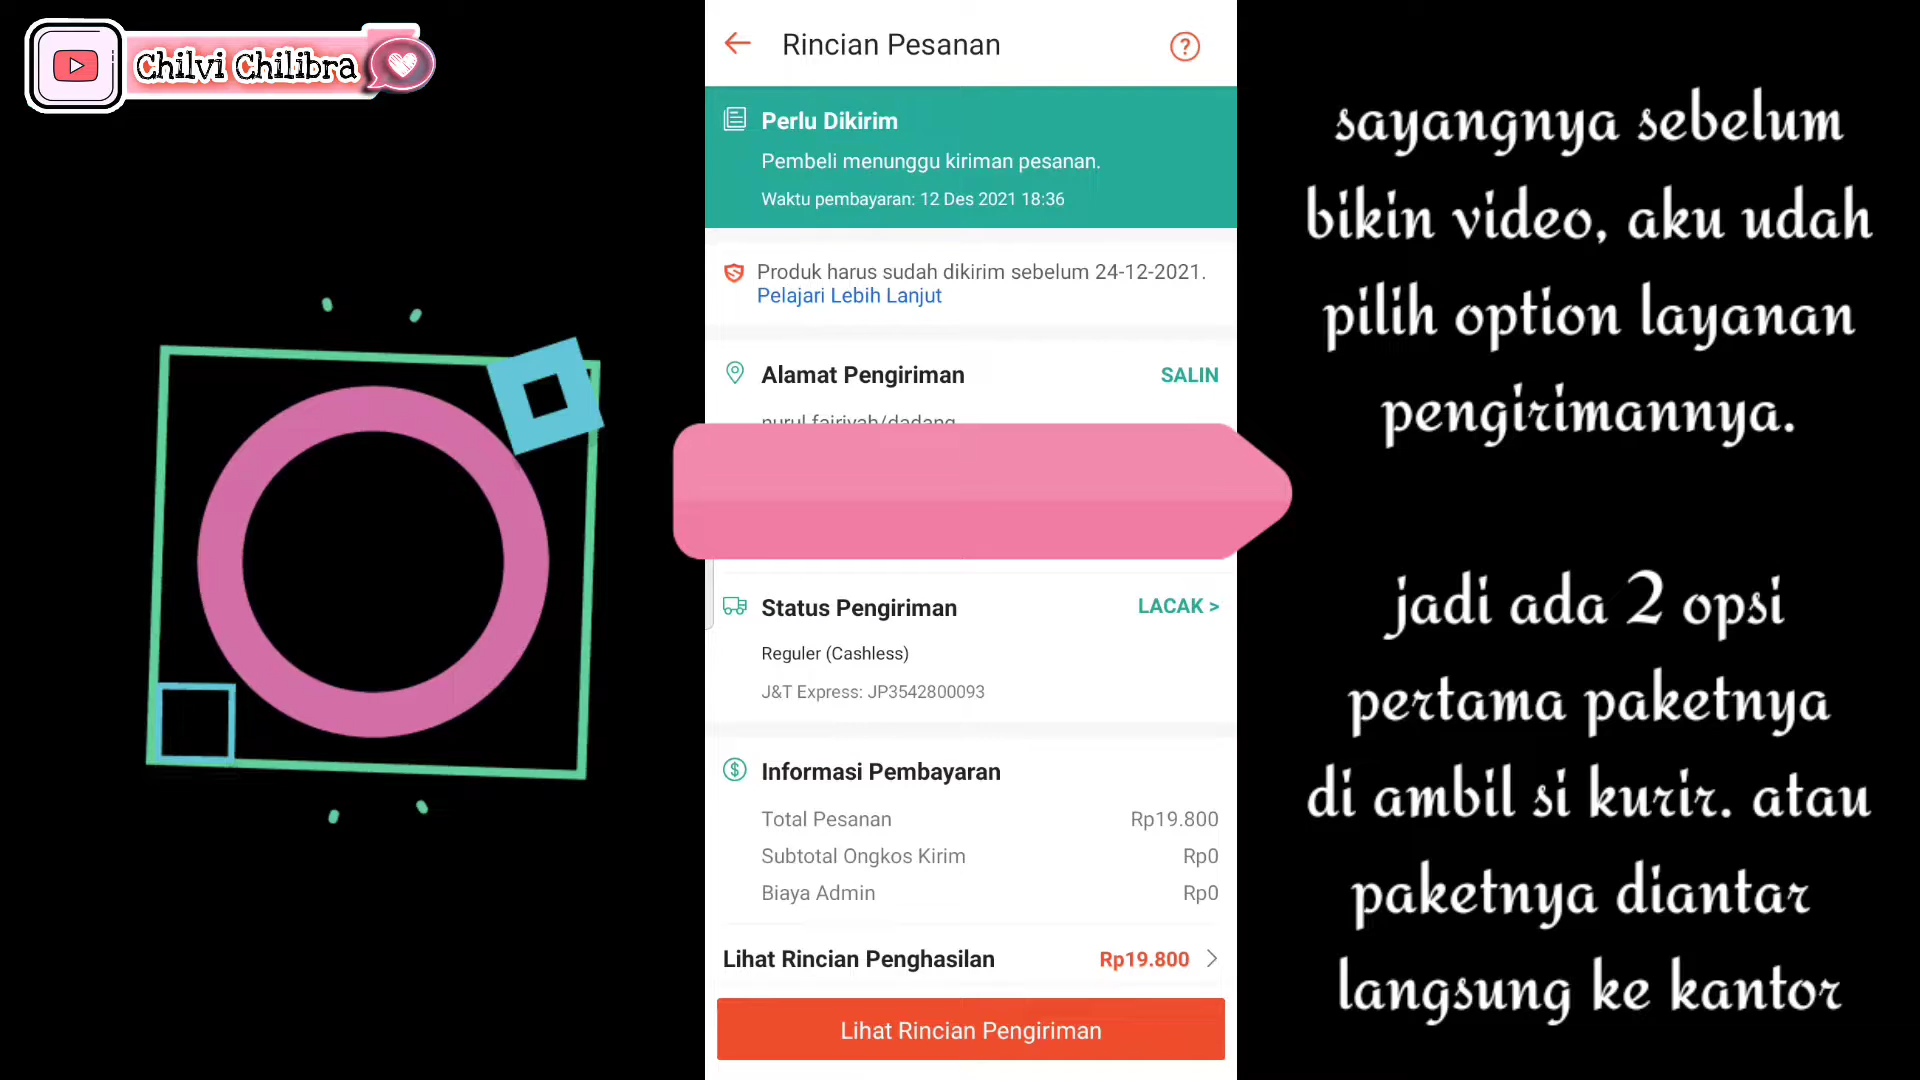 Chilvi Chilibra
Rincian Pesanan
Perlu Dikirim
Pembeli menunggu kiriman pesanan.
Waktu pembayaran: 12 Des 2021 18:36
Produk harus sudah dikirim sebelum 24-12-2021.
Pelajari Lebih Lanjut
Alamat Pengiriman
SALIN
nurul fajriyah/dadang
Status Pengiriman
LACAK >
Reguler (Cashless)
J&T Express: JP3542800093
Informasi Pembayaran
Total Pesanan Rp19.800
Subtotal Ongkos Kirim Rp0
Biaya Admin Rp0
Lihat Rincian Penghasilan Rp19.800 >
Lihat Rincian Pengiriman
sayangnya sebelum
bikin video, aku udah
pilih option layanan
pengirimannya.
jadi ada 2 opsi
pertama paketnya
di ambil si kurir. atau
paketnya diantar
langsung ke kantor